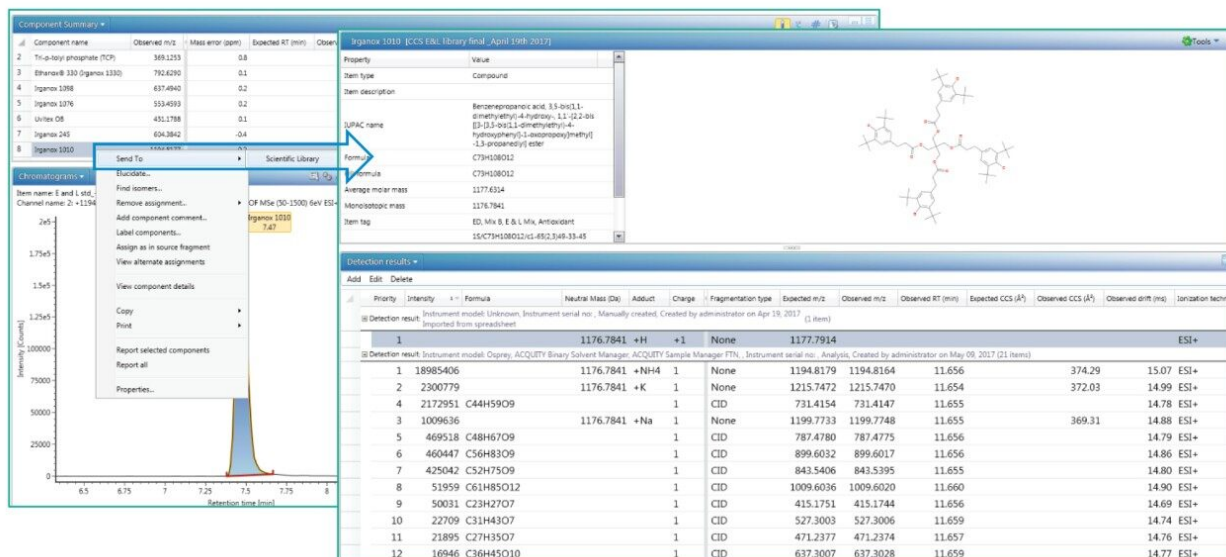 Component Summary
Component name Observed m/z Mass error (ppm) Expected RT (min)
2 Tri-p-tolyl phosphate (TCP) 369.1253 0.8
3 Ethanox® 330 (Irganox 1330) 792.6290 0.1
4 Irganox 1098 637.4940 0.2
5 Irganox 1076 553.4593 0.2
6 Uvitex OB 431.1788 0.1
7 Irganox 245 604.3842 -0.4
8 Irganox 1010
Send To Scientific Library
Elucidate...
Find isomers...
Remove assignment...
Add component comment...
Label components...
Assign as in source fragment
View alternate assignments
View component details
Copy
Print
Report selected components
Report all
Properties...
Chromatograms
Item name: E and L std_
Channel name: 2: +1194 OF MSe (50-1500) 6eV ESI+
Irganox 1010
7.47
2e5
1.75e5
1.5e5
1.25e5
100000
75000
50000
25000
0
Intensity [Counts]
6.5 6.75 7 7.25 7.5 7.75 8
Retention time [min]
Irganox 1010 [CCS E&L library final _April 19th 2017] Tools
Property Value
Item type Compound
Item description
IUPAC name
Benzenepropanoic acid, 3,5-bis(1,1-
dimethylethyl)-4-hydroxy-, 1,1'-[2,2-bis
[[3-[3,5-bis(1,1-dimethylethyl)-4-
hydroxyphenyl]-1-oxopropoxy]methyl]
-1,3-propanediyl] ester
Formula C73H108O12
C73H108O12
Average molar mass 1177.6314
Monoisotopic mass 1176.7841
Item tag ED, Mix B, E & L Mix, Antioxidant
1S/C73H108O12/c1-65(2,3)49-33-45
Detection results
Add Edit Delete
Priority Intensity Formula Neutral Mass (Da) Adduct Charge Fragmentation type Expected m/z Observed m/z Observed RT (min) Expected CCS (Å²) Observed CCS (Å²) Observed drift (ms) Ionization techn
Detection result: Instrument model: Unknown, Instrument serial no: , Manually created, Created by administrator on Apr 19, 2017 (1 item)
Imported from spreadsheet
1 1176.7841 +H +1 None 1177.7914 ESI+
Detection result: Instrument model: Osprey, ACQUITY Binary Solvent Manager, ACQUITY Sample Manager FTN, , Instrument serial no: , Analysis, Created by administrator on May 09, 2017 (21 items)
1 18985406 1176.7841 +NH4 1 None 1194.8179 1194.8164 11.656 374.29 15.07 ESI+
2 2300779 1176.7841 +K 1 None 1215.7472 1215.7470 11.654 372.03 14.99 ESI+
4 2172951 C44H59O9 1 CID 731.4154 731.4147 11.655 14.78 ESI+
3 1009636 1176.7841 +Na 1 None 1199.7733 1199.7748 11.655 369.31 14.88 ESI+
5 469518 C48H67O9 1 CID 787.4780 787.4775 11.656 14.79 ESI+
6 460447 C56H83O9 1 CID 899.6032 899.6017 11.656 14.86 ESI+
7 425042 C52H75O9 1 CID 843.5406 843.5395 11.655 14.80 ESI+
8 51959 C61H85O12 1 CID 1009.6036 1009.6020 11.660 14.90 ESI+
9 50031 C23H27O7 1 CID 415.1751 415.1744 11.656 14.69 ESI+
10 22709 C31H43O7 1 CID 527.3003 527.3006 11.659 14.74 ESI+
11 21895 C27H35O7 1 CID 471.2377 471.2374 11.657 14.76 ESI+
12 16946 C36H45O10 1 CID 637.3007 637.3028 11.659 14.77 ESI+